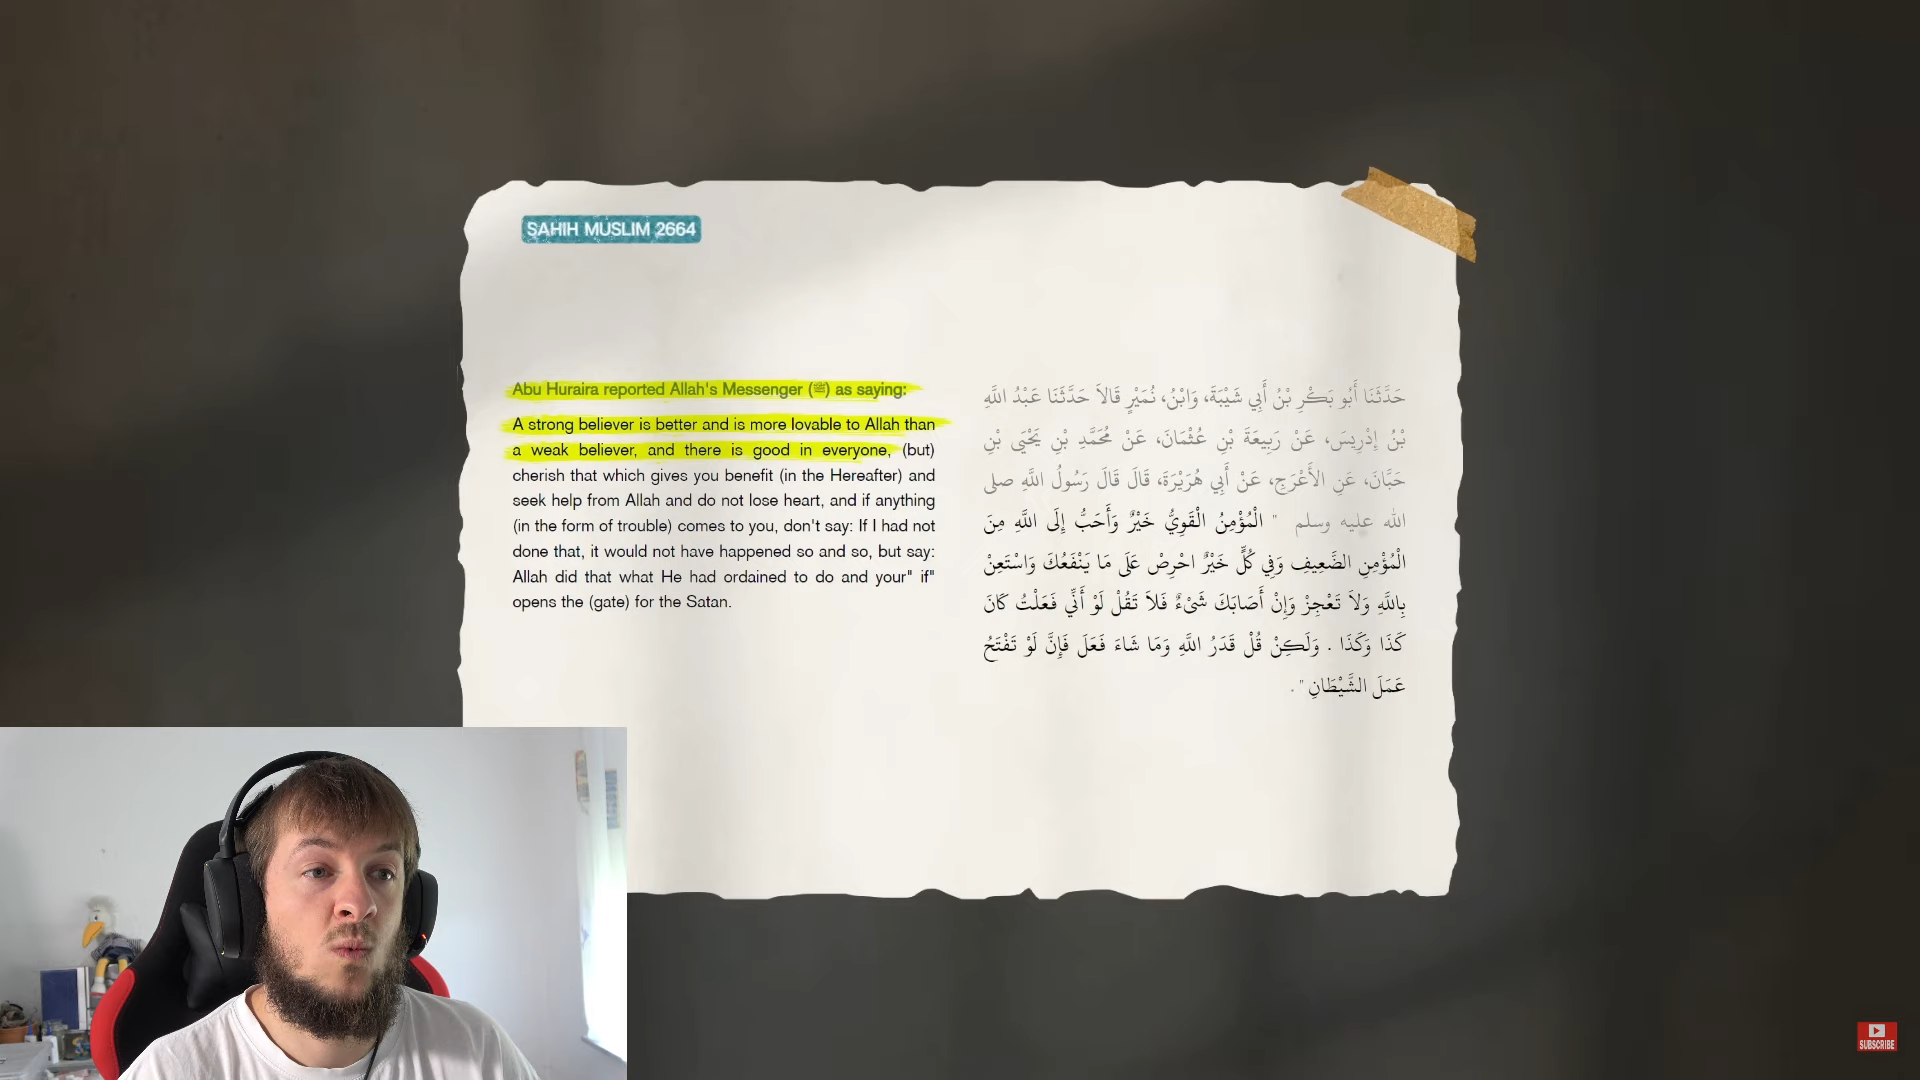 SAHIH MUSLIM 2664
Abu Huraira reported Allah's Messenger (ﷺ) as saying:
A strong believer is better and is more lovable to Allah than
a weak believer, and there is good in everyone, (but)
cherish that which gives you benefit (in the Hereafter) and
seek help from Allah and do not lose heart, and if anything
(in the form of trouble) comes to you, don't say: If I had not
done that, it would not have happened so and so, but say:
Allah did that what He had ordained to do and your" if"
opens the (gate) for the Satan.
حَدَّثَنَا أَبُو بَكْرِ بْنُ أَبِي شَيْبَةَ، وَابْنُ، نُمَيْرٍ قَالاَ حَدَّثَنَا عَبْدُ اللَّهِ
بْنُ إِدْرِيسَ، عَنْ رَبِيعَةَ بْنِ عُثْمَانَ، عَنْ مُحَمَّدِ بْنِ يَحْيَى بْنِ
حَبَّانَ، عَنِ الأَعْرَجِ، عَنْ أَبِي هُرَيْرَةَ، قَالَ قَالَ رَسُولُ اللَّهِ صلى
الله عليه وسلم " الْمُؤْمِنُ الْقَوِيُّ خَيْرٌ وَأَحَبُّ إِلَى اللَّهِ مِنَ
الْمُؤْمِنِ الضَّعِيفِ وَفِي كُلٍّ خَيْرٌ احْرِصْ عَلَى مَا يَنْفَعُكَ وَاسْتَعِنْ
بِاللَّهِ وَلاَ تَعْجِزْ وَإِنْ أَصَابَكَ شَىْءٌ فَلاَ تَقُلْ لَوْ أَنِّي فَعَلْتُ كَانَ
كَذَا وَكَذَا . وَلَكِنْ قُلْ قَدَرُ اللَّهِ وَمَا شَاءَ فَعَلَ فَإِنَّ لَوْ تَفْتَحُ
عَمَلَ الشَّيْطَانِ " .
SUBSCRIBE